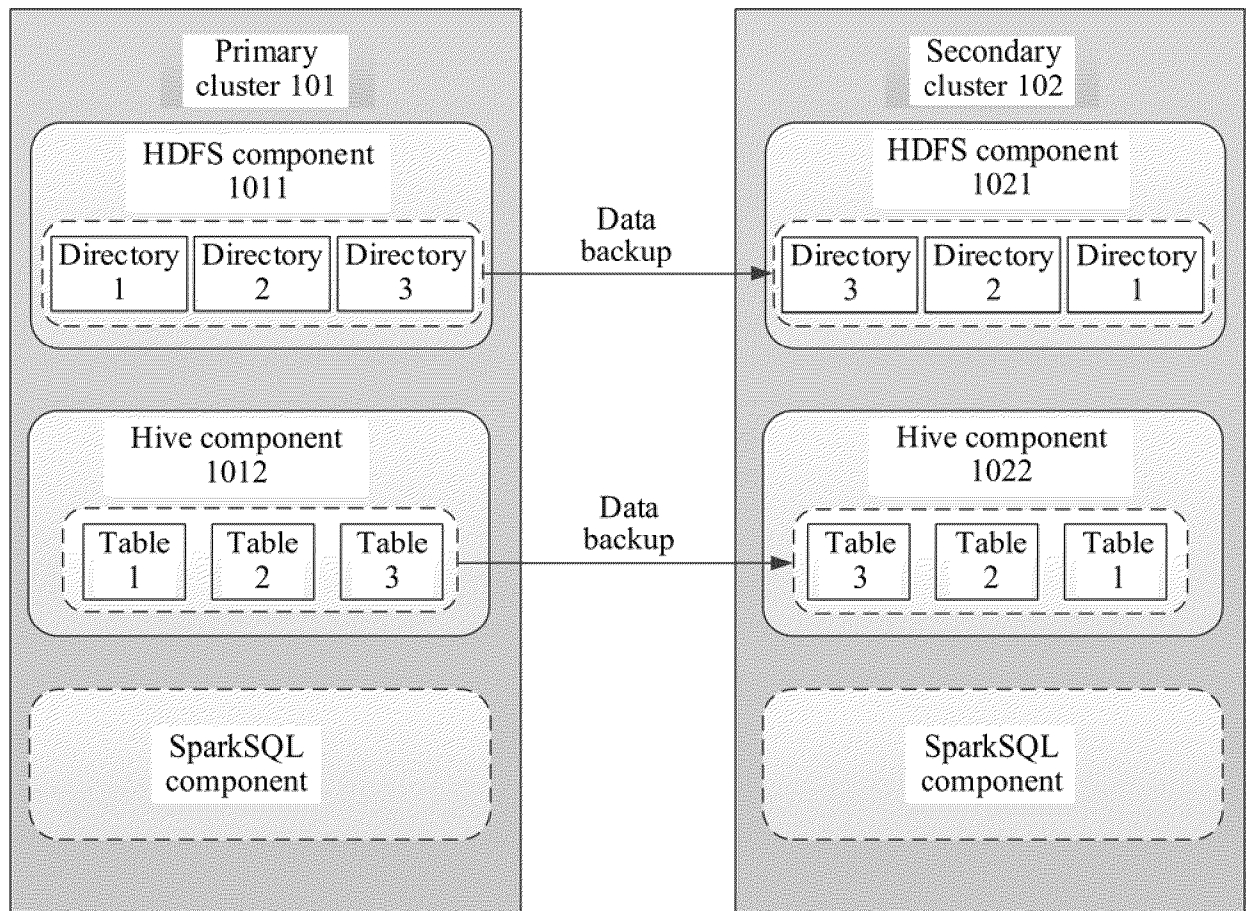 Primary
cluster 101
HDFS component
1011
Directory
1
Directory
2
Directory
3
Hive component
1012
Table
1
Table
2
Table
3
SparkSQL
component
Data
backup
Data
backup
Secondary
cluster 102
HDFS component
1021
Directory
3
Directory
2
Directory
1
Hive component
1022
Table
3
Table
2
Table
1
SparkSQL
component